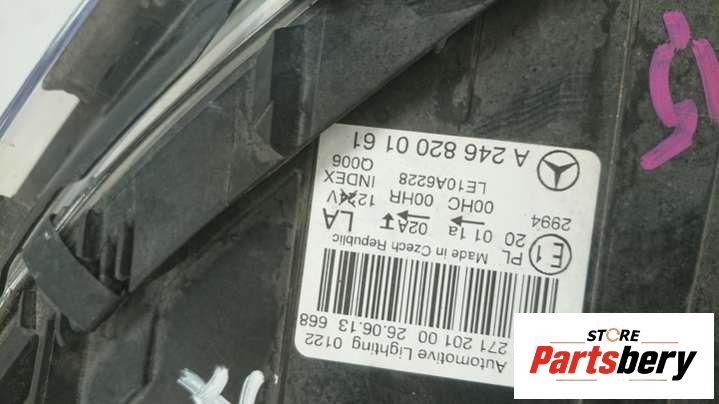 A 246 820 01 61
LE10A6228 INDEX Q006
00HC 00HR 12V
2994
20 01 1a 02A LA
E1 PL
Made in Czech Republic
271 201 00 26.06.13 668
Automotive Lighting 0122
STORE
Partsbery